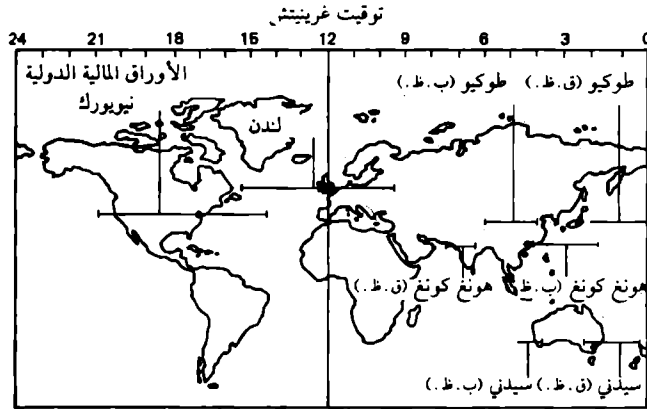 توقيت غرينيتش
24 21 18 15 12 9 6 3 0
الأوراق المالية الدولية
نيويورك
لندن
طوكيو (ق.ظ.) طوكيو (ب.ظ.)
هونغ كونغ (ب.ظ.) هونغ كونغ (ق.ظ.)
سيدني (ق.ظ.) سيدني (ب.ظ.)